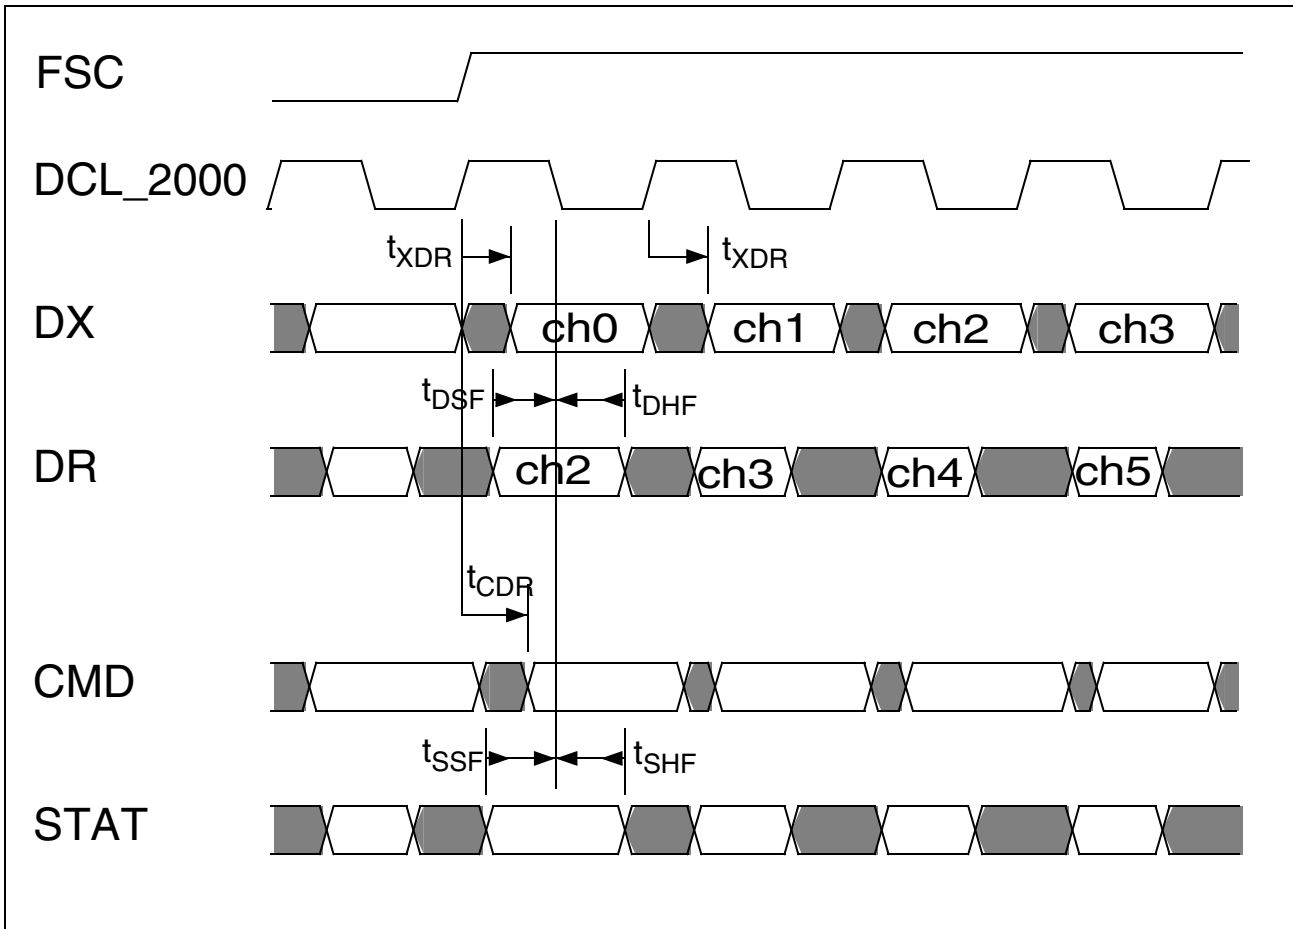 FSC
DCL_2000
tXDR tXDR
DX ch0 ch1 ch2 ch3
tDSF tDHF
DR ch2 ch3 ch4 ch5
tCDR
CMD
tSSF tSHF
STAT